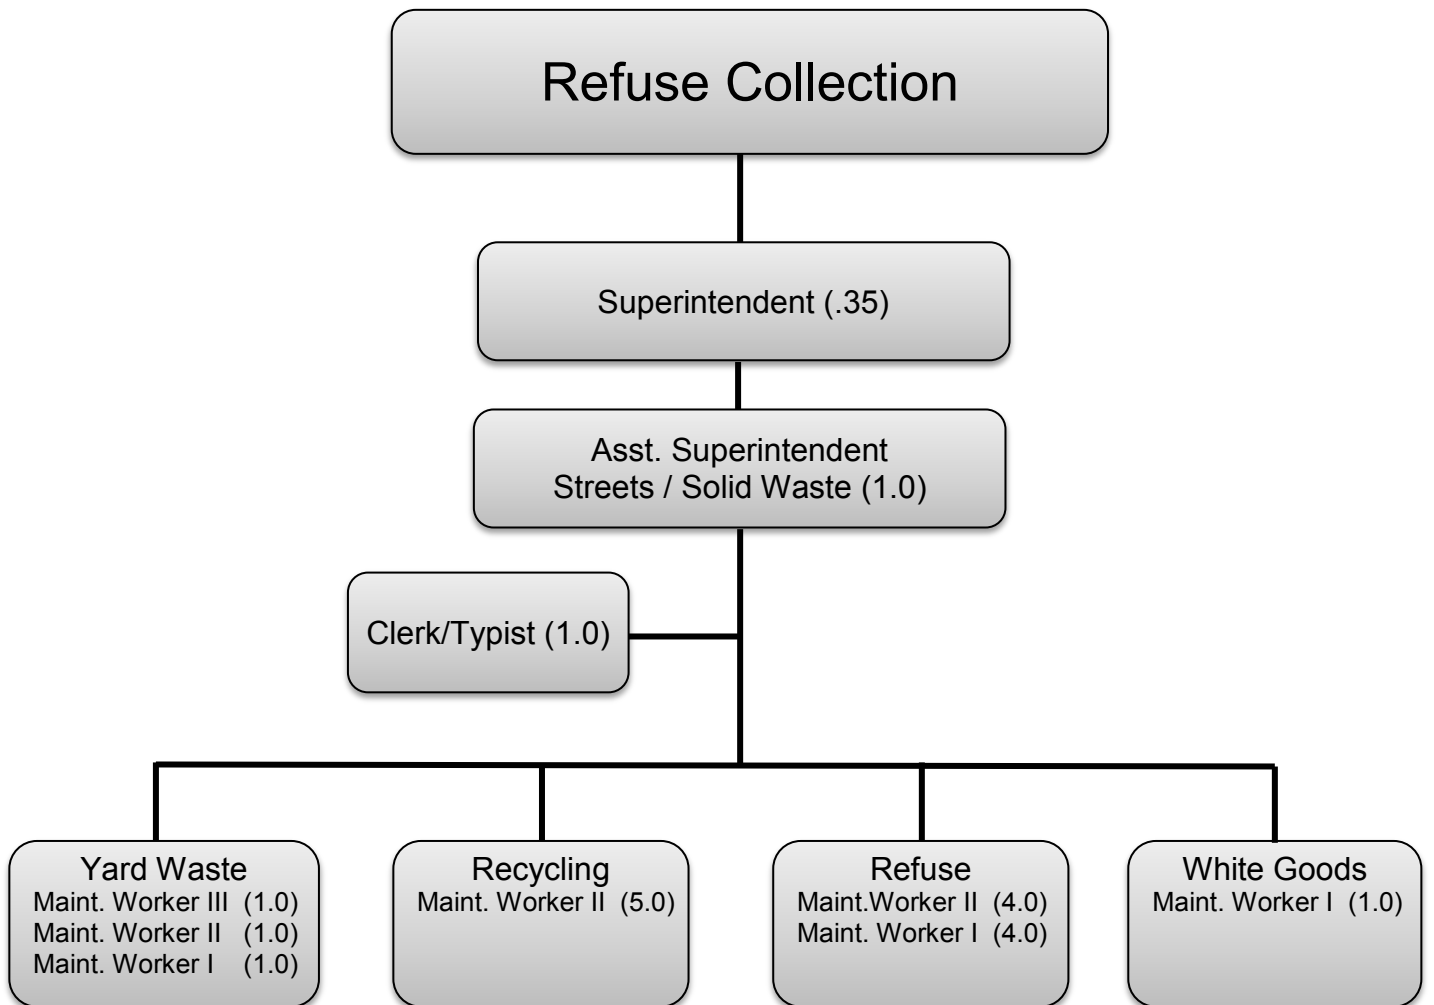 Refuse Collection
Superintendent (.35)
Asst. Superintendent
Streets / Solid Waste (1.0)
Clerk/Typist (1.0)
Yard Waste
Maint. Worker III (1.0)
Maint. Worker II (1.0)
Maint. Worker I (1.0)
Recycling
Maint. Worker II (5.0)
Refuse
Maint.Worker II (4.0)
Maint. Worker I (4.0)
White Goods
Maint. Worker I (1.0)